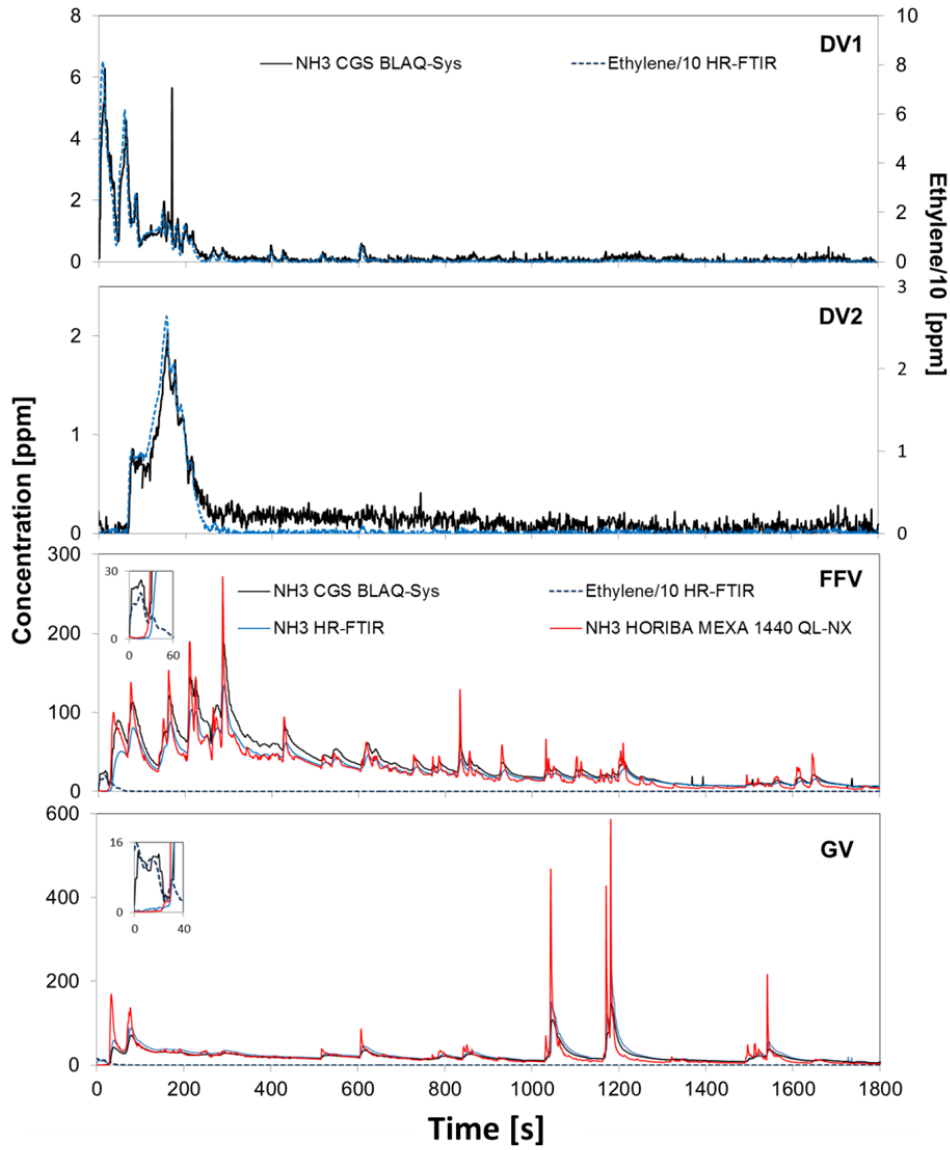 8
6
4
2
0
10
8
6
4
2
0
DV1
NH3 CGS BLAQ-Sys
Ethylene/10 HR-FTIR
Ethylene/10 [ppm]
Concentration [ppm]
2
1
0
3
2
1
0
DV2
300
200
100
0
FFV
NH3 CGS BLAQ-Sys
Ethylene/10 HR-FTIR
NH3 HR-FTIR
NH3 HORIBA MEXA 1440 QL-NX
30
0
0 60
600
400
200
0
GV
16
0
0 40
0 200 400 600 800 1000 1200 1400 1600 1800
Time [s]